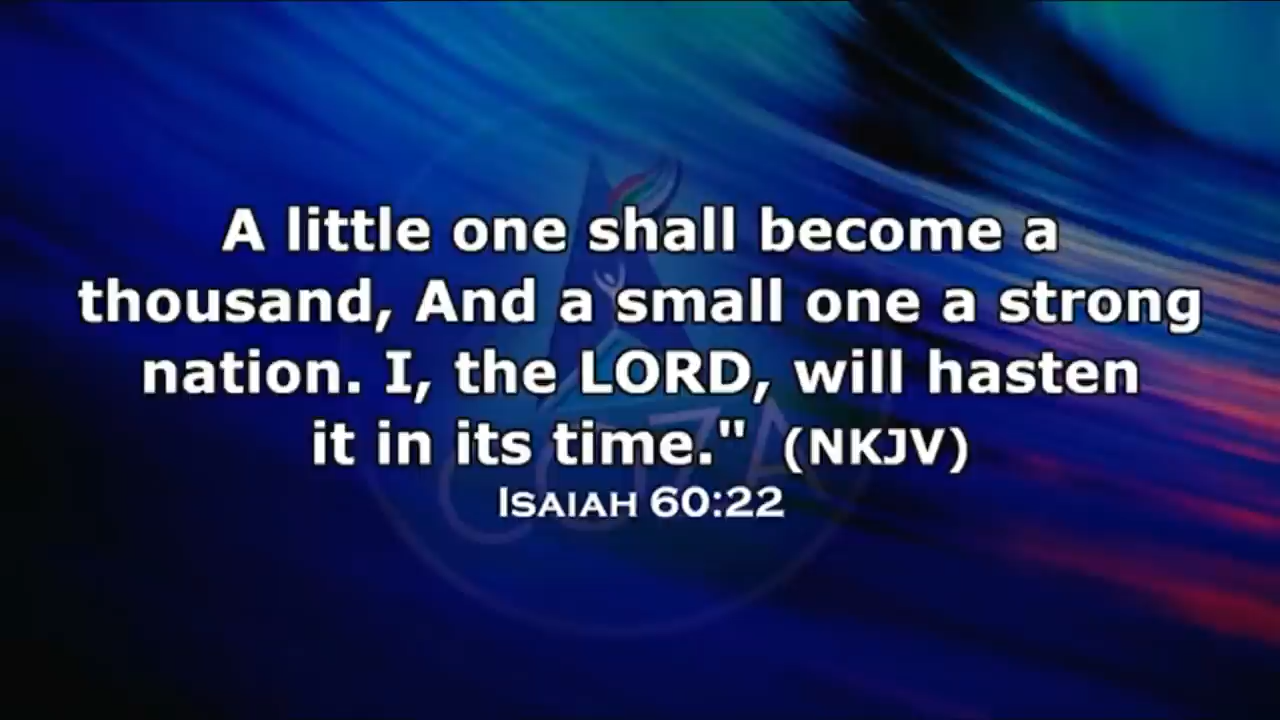 A little one shall become a
thousand, And a small one a strong
nation. I, the LORD, will hasten
it in its time." (NKJV)
ISAIAH 60:22
COZA